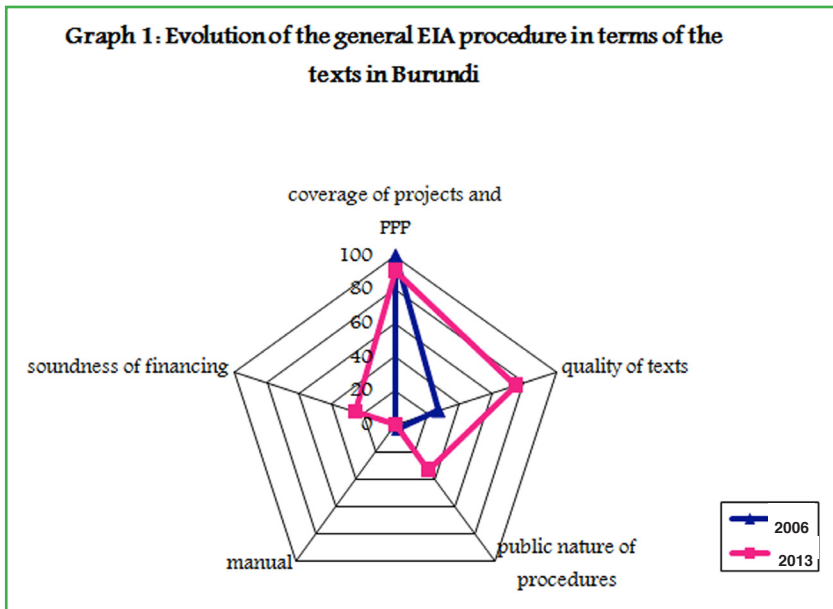 Graph 1: Evolution of the general EIA procedure in terms of the
texts in Burundi
coverage of projects and
PPP
100
80
60
40
20
0
soundness of financing
quality of texts
manual
public nature of
procedures
2006
2013